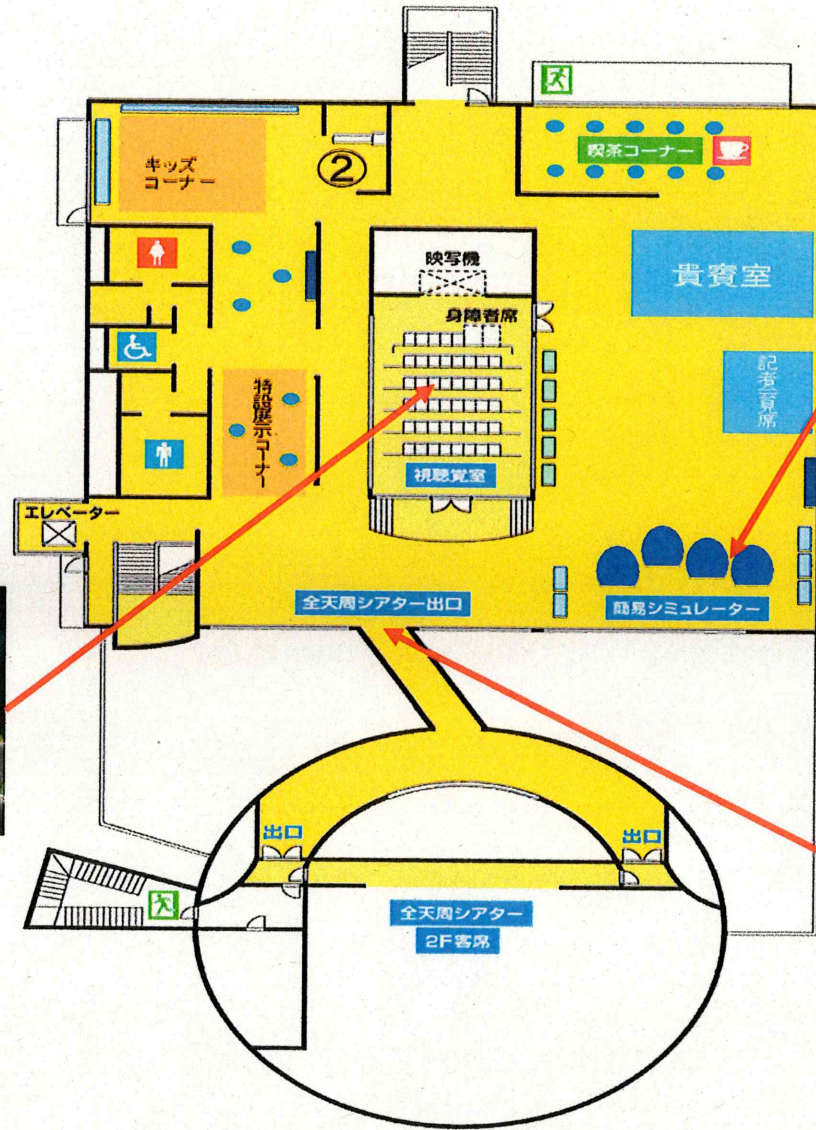 喫茶コーナー
キッズ
コーナー
②
映写機
貴賓室
身障者席
記者会見席
特設展示コーナー
視聴覚室
エレベーター
全天周シアター出口
簡易シミュレーター
出口
出口
全天周シアター
2F客席